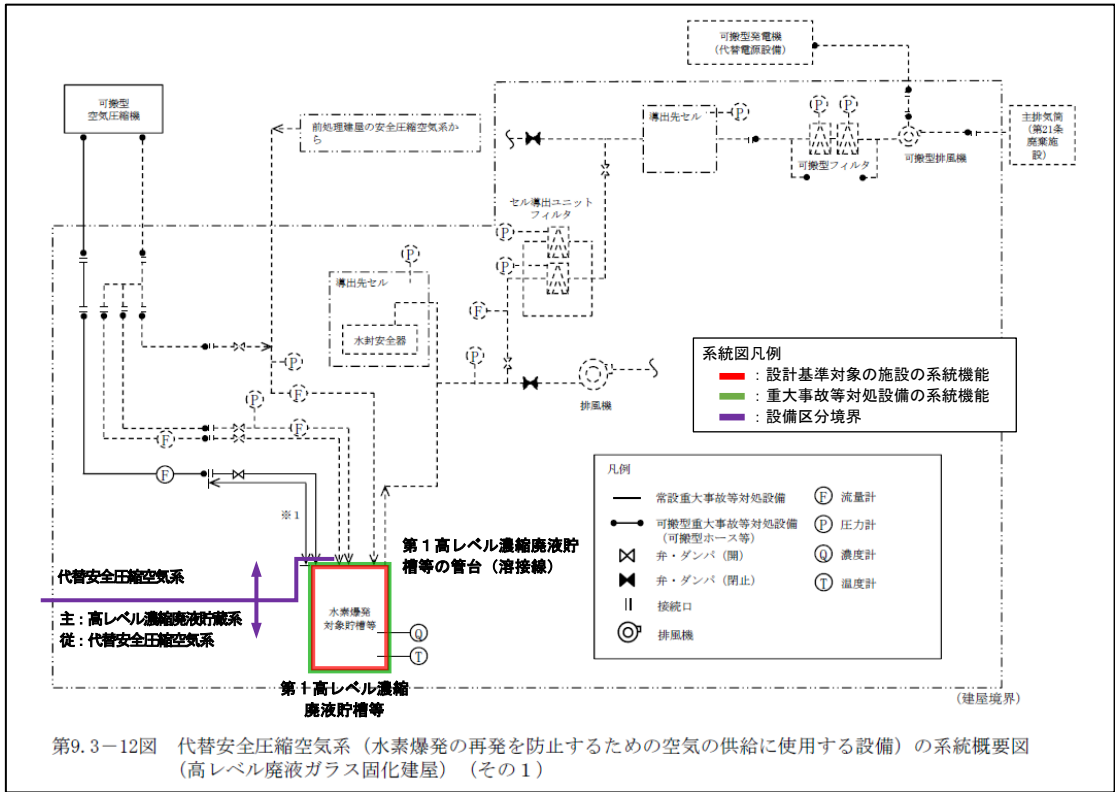 可搬型発電機
(代替電源設備)
可搬型
空気圧縮機
前処理建屋の安全圧縮空気系か
ら
導出先セル
P
P
P
主排気筒
(第21条
廃棄施
設)
可搬型フィルタ
可搬型排風機
セル導出ユニット
フィルタ
P
P
P
導出先セル
水封安全器
F
P
P
排風機
P
F
F
F
※1
系統図凡例
：設計基準対象の施設の系統機能
：重大事故等対処設備の系統機能
：設備区分境界
凡例
常設重大事故等対処設備
可搬型重大事故等対処設備
(可搬型ホース等)
弁・ダンパ(開)
弁・ダンパ(閉止)
接続口
排風機
F 流量計
P 圧力計
Q 濃度計
T 温度計
第1高レベル濃縮廃液貯
槽等の管台（溶接線）
代替安全圧縮空気系
主：高レベル濃縮廃液貯蔵系
従：代替安全圧縮空気系
水素爆発
対象貯槽等
Q
T
第1高レベル濃縮
廃液貯槽等
(建屋境界)
第9.3－12図 代替安全圧縮空気系（水素爆発の再発を防止するための空気の供給に使用する設備）の系統概要図
（高レベル廃液ガラス固化建屋）（その1）